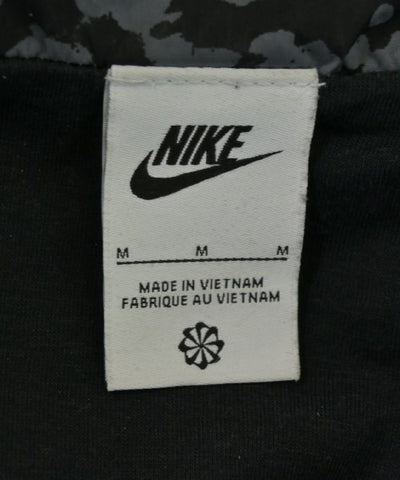 NIKE
M M M
MADE IN VIETNAM
FABRIQUE AU VIETNAM